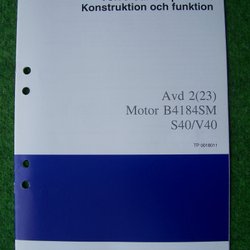 Konstruktion och funktion
Avd 2(23)
Motor B4184SM
S40/V40
TP 0018011